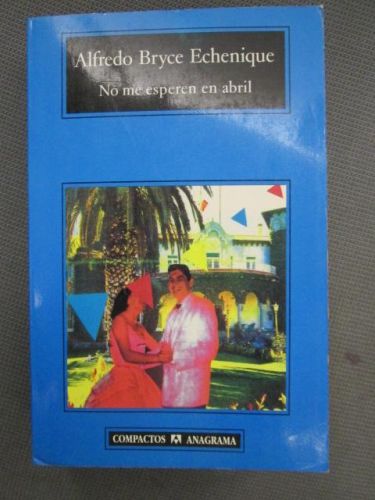 Alfredo Bryce Echenique
No me esperen en abril
COMPACTOS ANAGRAMA